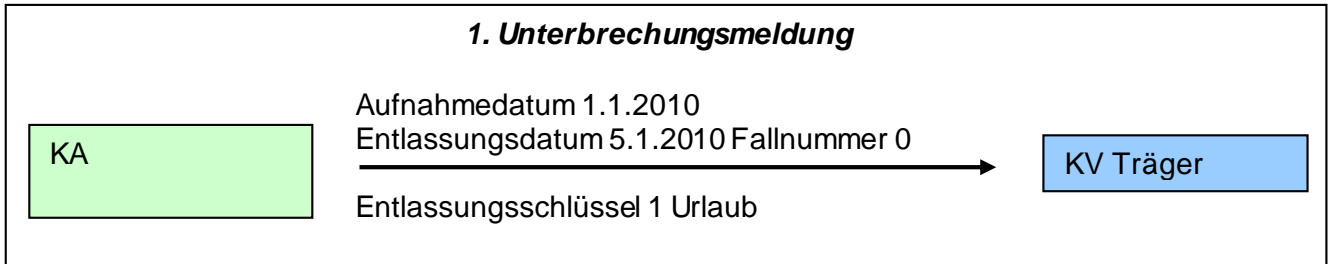 1. Unterbrechungsmeldung
Aufnahmedatum 1.1.2010
Entlassungsdatum 5.1.2010 Fallnummer 0
KA
KV Träger
Entlassungsschlüssel 1 Urlaub